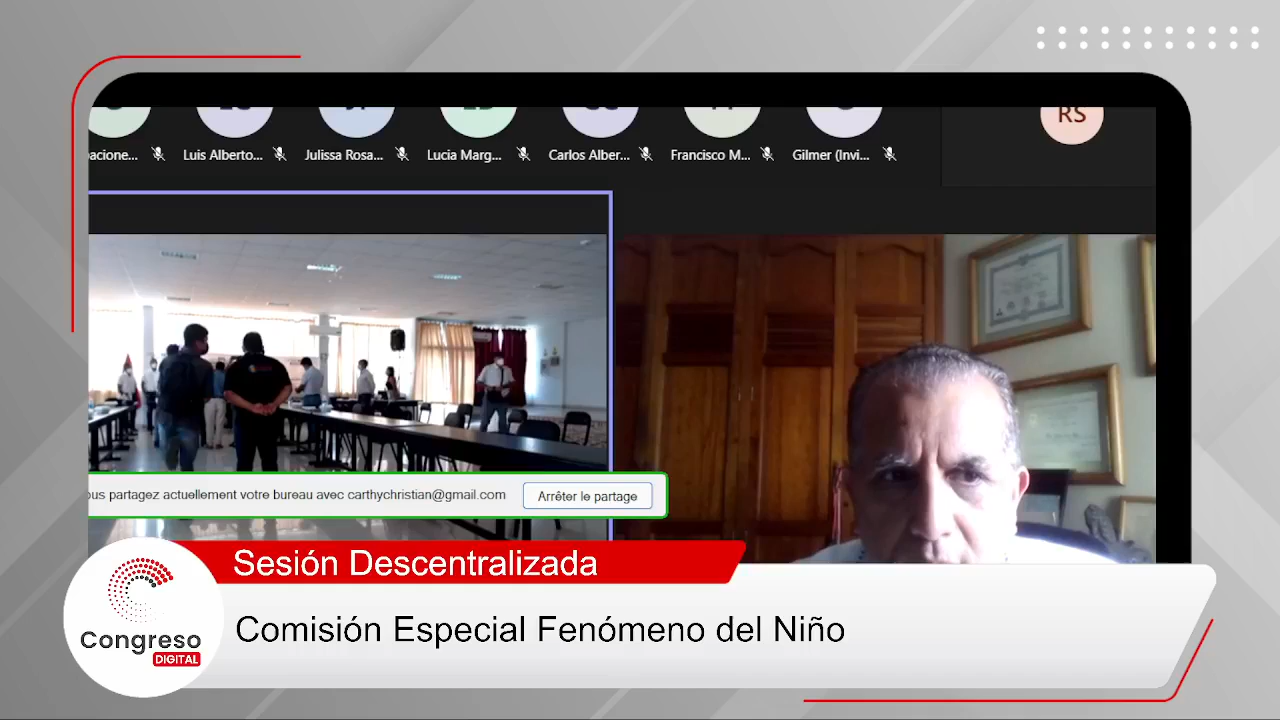 RS
pacione... Luis Alberto... Julissa Rosa... Lucia Marg... Carlos Alber... Francisco M... Gilmer (Invi...
ous partagez actuellement votre bureau avec carthychristian@gmail.com Arrêter le partage
Sesión Descentralizada
Comisión Especial Fenómeno del Niño
Congreso
DIGITAL